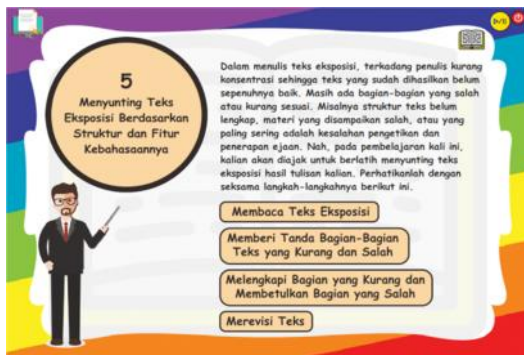 5
Menyunting Teks
Eksposisi Berdasarkan
Struktur dan Fitur
Kebahasaannya
Dalam menulis teks eksposisi, terkadang penulis kurang
konsentrasi sehingga teks yang sudah dihasilkan belum
sepenuhnya baik. Masih ada bagian-bagian yang salah
atau kurang sesuai. Misalnya struktur teks belum
lengkap, materi yang disampaikan salah, atau yang
paling sering adalah kesalahan pengetikan dan
penerapan ejaan. Nah, pada pembelajaran kali ini,
kalian akan diajak untuk berlatih menyunting teks
eksposisi hasil tulisan kalian. Perhatikanlah dengan
seksama langkah-langkahnya berikut ini.
Membaca Teks Eksposisi
Memberi Tanda Bagian-Bagian
Teks yang Kurang dan Salah
Melengkapi Bagian yang Kurang dan
Membetulkan Bagian yang Salah
Merevisi Teks